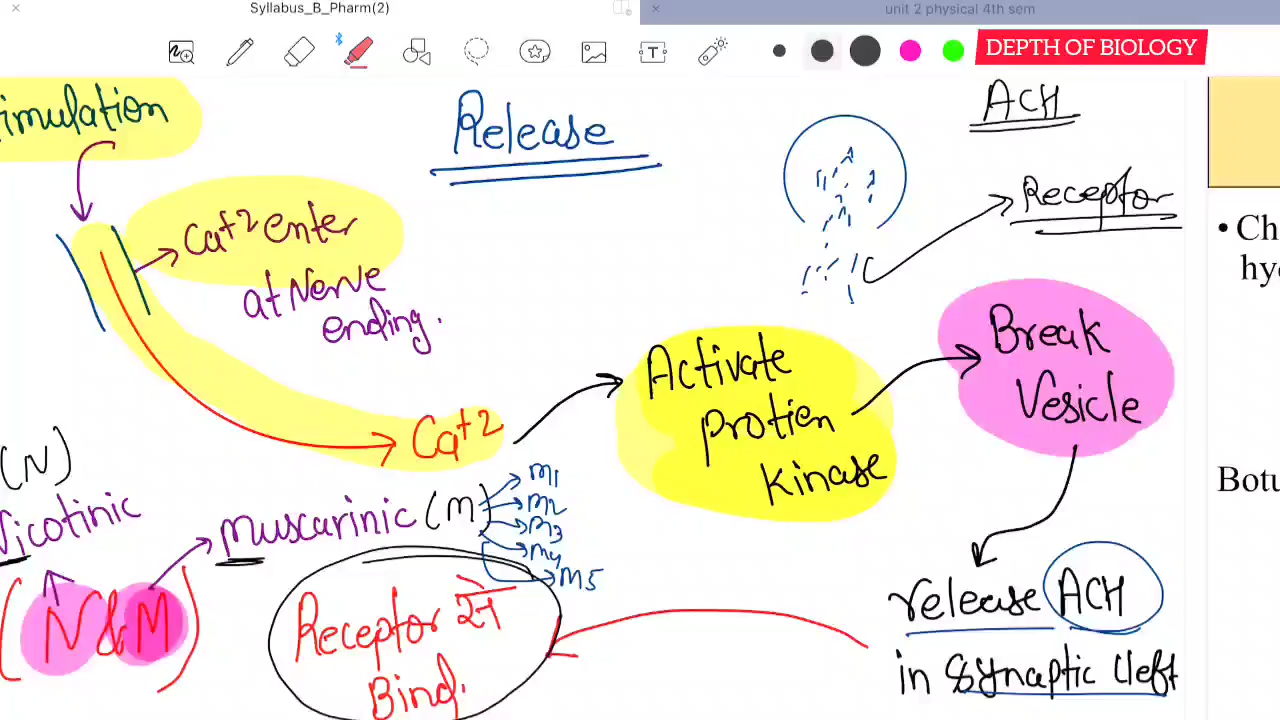 Syllabus_B_Pharm(2)
unit 2 physical 4th sem
DEPTH OF BIOLOGY
imulation
Release
ACH
Receptor
Ca+2 enter
at Nerve
ending.
Ca+2
Activate
protien
kinase
Break
Vesicle
• Ch
hyd
Botu
(N)
Nicotinic
muscarinic (m)
m1
m2
m3
m4
m5
(N & M)
Receptor से
Bind.
release ACH
in synaptic cleft